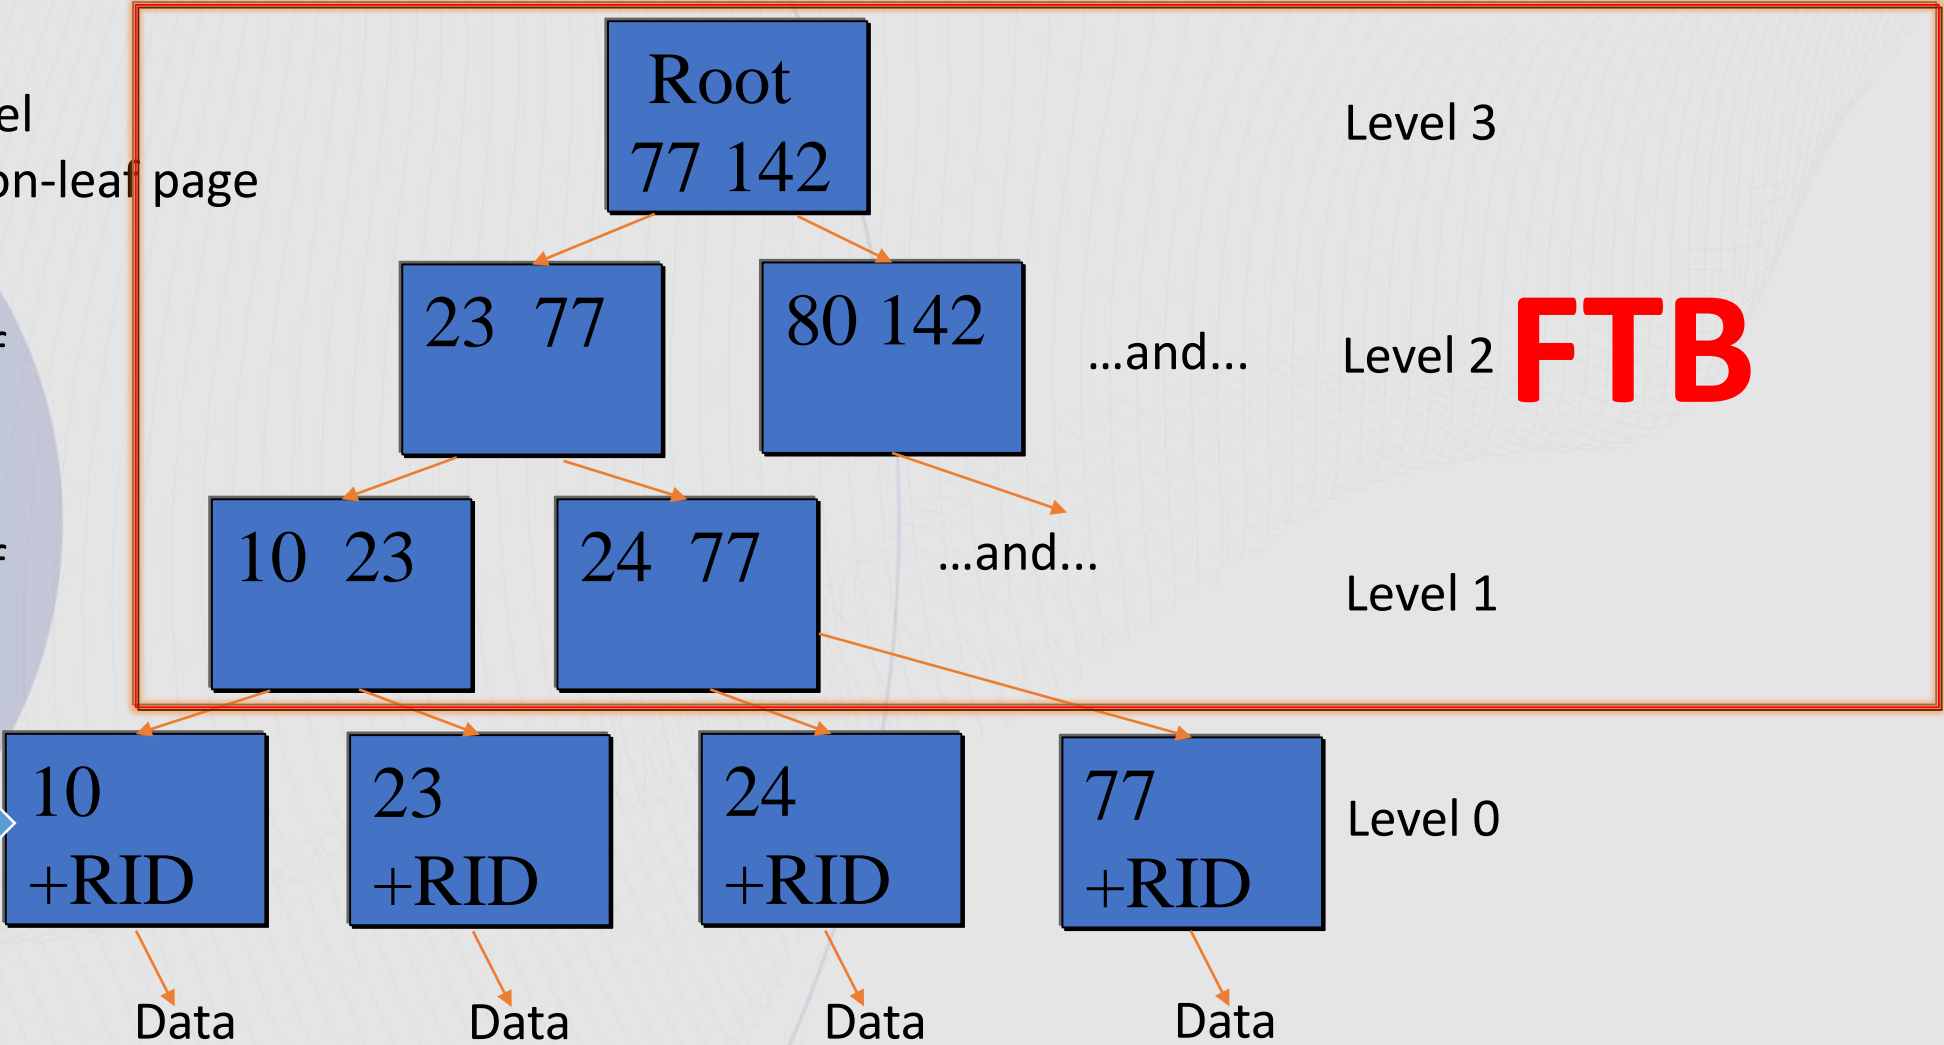 Root
77 142
Level 3
on-leaf page
23 77
80 142
...and...
Level 2
FTB
10 23
24 77
...and...
Level 1
10
+RID
23
+RID
24
+RID
77
+RID
Level 0
Data
Data
Data
Data